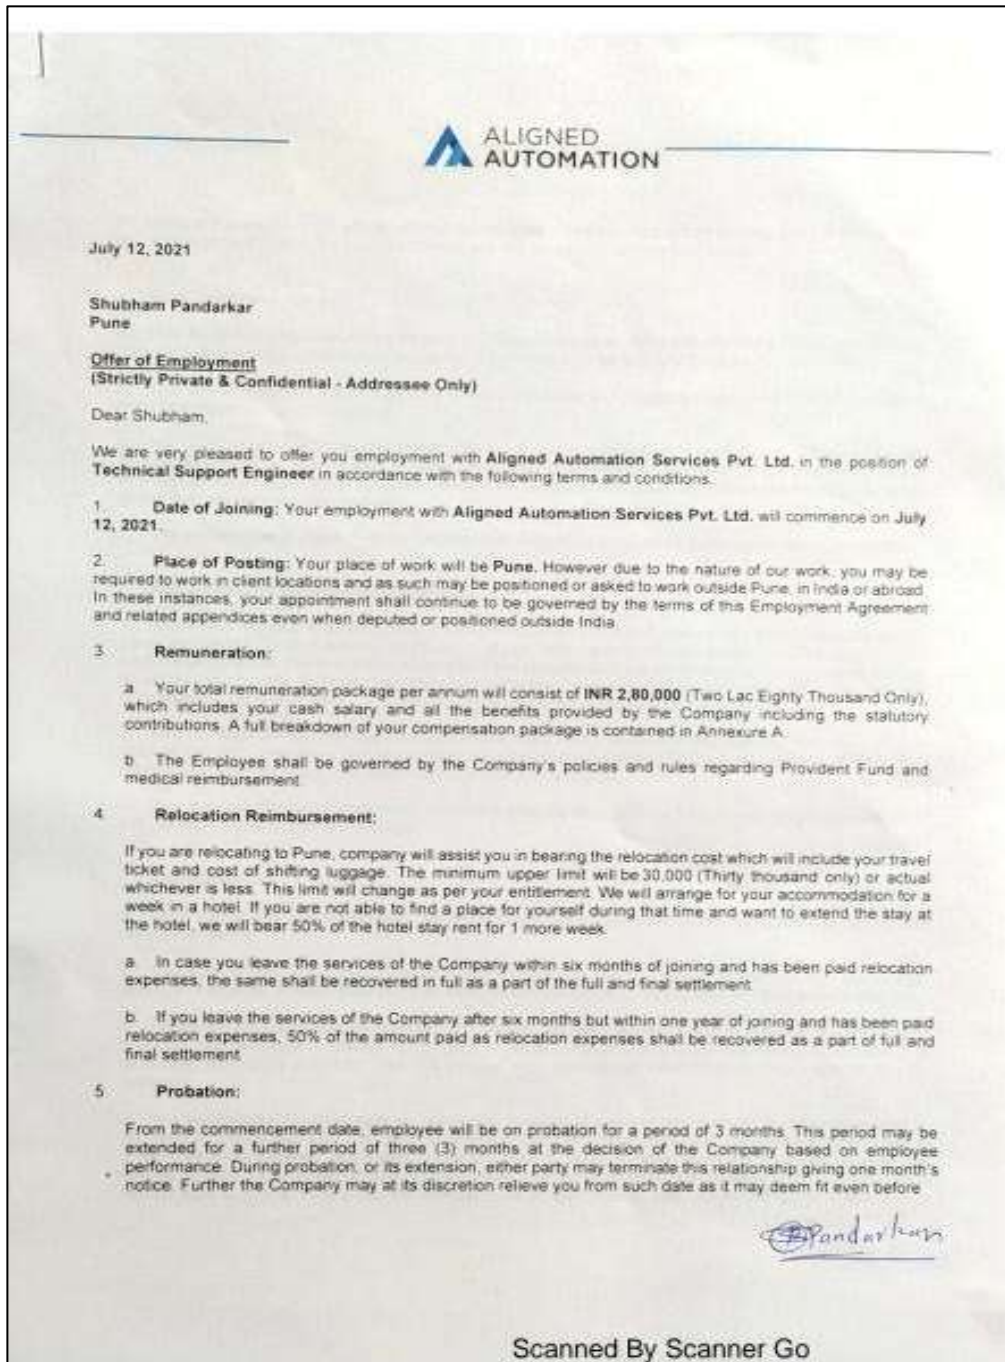 ALIGNED
AUTOMATION
July 12, 2021
Shubham Pandarkar
Pune
Offer of Employment
(Strictly Private & Confidential - Addressee Only)
Dear Shubham,
We are very pleased to offer you employment with Aligned Automation Services Pvt. Ltd. in the position of
Technical Support Engineer in accordance with the following terms and conditions.
1. Date of Joining: Your employment with Aligned Automation Services Pvt. Ltd. will commence on July
12, 2021.
2. Place of Posting: Your place of work will be Pune. However due to the nature of our work, you may be
required to work in client locations and as such may be positioned or asked to work outside Pune, in India or abroad.
In these instances, your appointment shall continue to be governed by the terms of this Employment Agreement
and related appendices even when deputed or positioned outside India.
3. Remuneration:
a. Your total remuneration package per annum will consist of INR 2,80,000 (Two Lac Eighty Thousand Only),
which includes your cash salary and all the benefits provided by the Company including the statutory
contributions. A full breakdown of your compensation package is contained in Annexure A.
b. The Employee shall be governed by the Company's policies and rules regarding Provident Fund and
medical reimbursement.
4. Relocation Reimbursement:
If you are relocating to Pune, company will assist you in bearing the relocation cost which will include your travel
ticket and cost of shifting luggage. The minimum upper limit will be 30,000 (Thirty thousand only) or actual
whichever is less. This limit will change as per your entitlement. We will arrange for your accommodation for a
week in a hotel. If you are not able to find a place for yourself during that time and want to extend the stay at
the hotel, we will bear 50% of the hotel stay rent for 1 more week.
a. In case you leave the services of the Company within six months of joining and has been paid relocation
expenses, the same shall be recovered in full as a part of the full and final settlement.
b. If you leave the services of the Company after six months but within one year of joining and has been paid
relocation expenses, 50% of the amount paid as relocation expenses shall be recovered as a part of full and
final settlement.
5. Probation:
From the commencement date, employee will be on probation for a period of 3 months. This period may be
extended for a further period of three (3) months at the decision of the Company based on employee
performance. During probation, or its extension, either party may terminate this relationship giving one month's
notice. Further the Company may at its discretion relieve you from such date as it may deem fit even before
Pandarkar
Scanned By Scanner Go